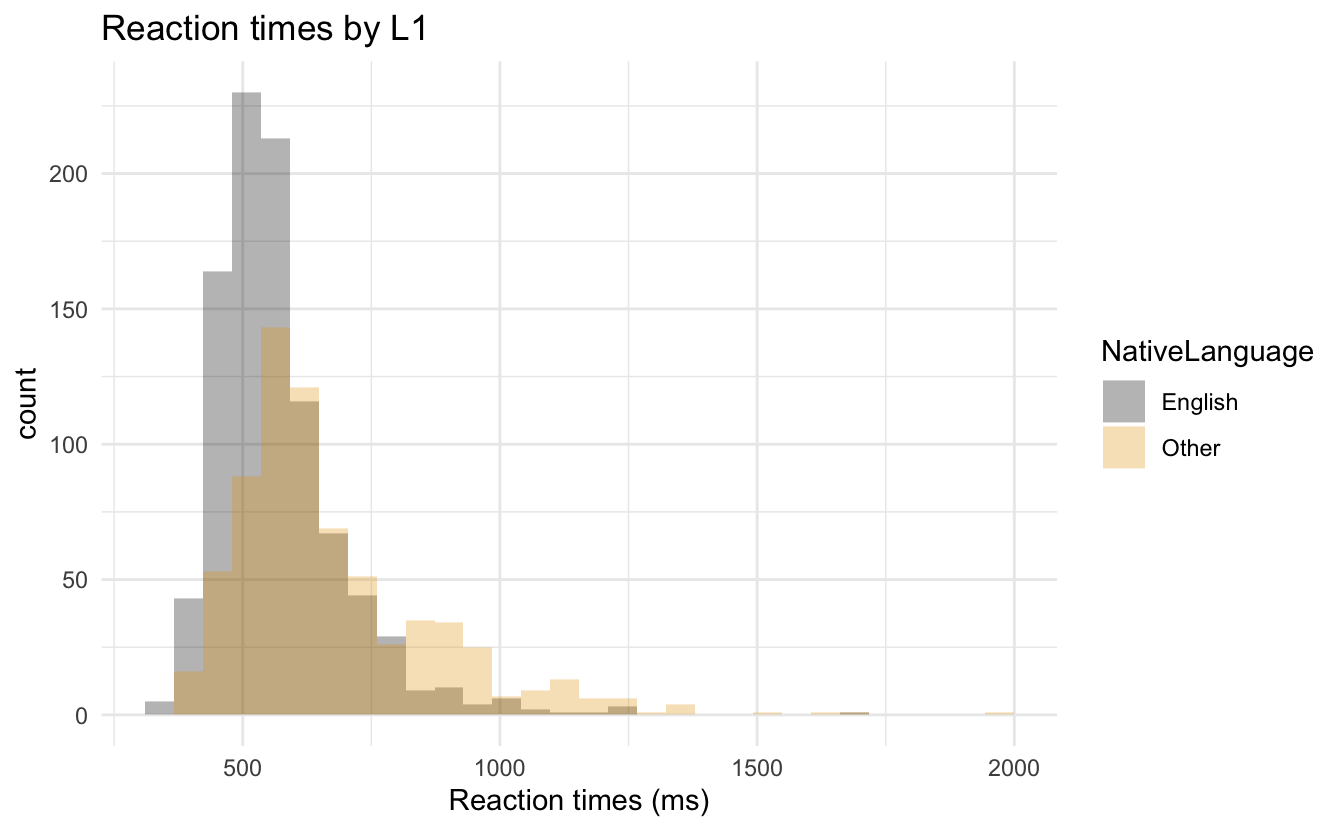 Reaction times by L1
200
150
100
50
0
count
500
1000
1500
2000
Reaction times (ms)
NativeLanguage
English
Other